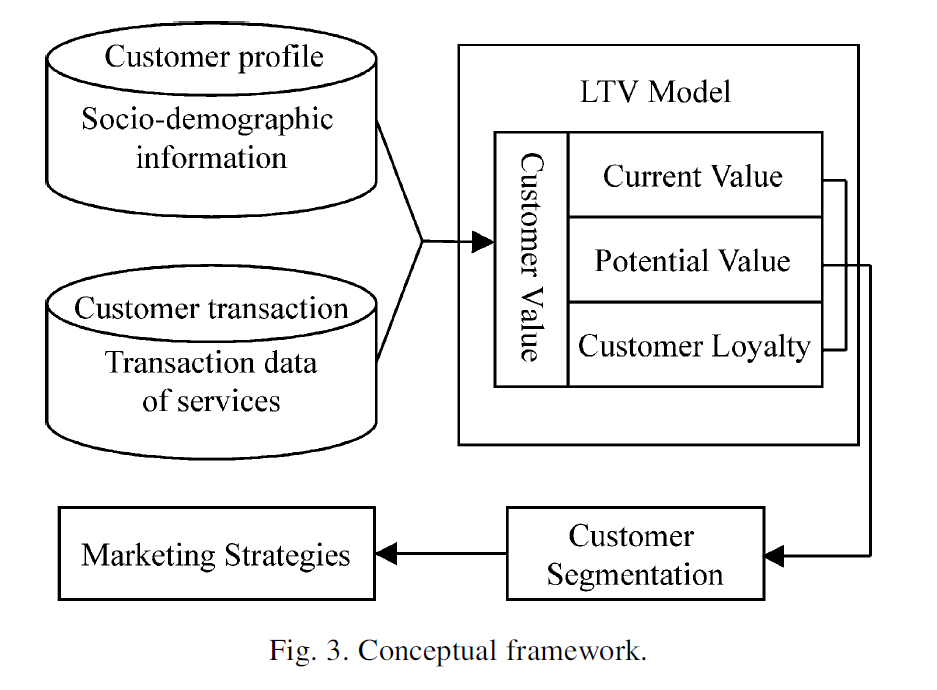 Customer profile
Socio-demographic
information
Customer transaction
Transaction data
of services
LTV Model
Customer Value
Current Value
Potential Value
Customer Loyalty
Marketing Strategies
Customer
Segmentation
Fig. 3. Conceptual framework.